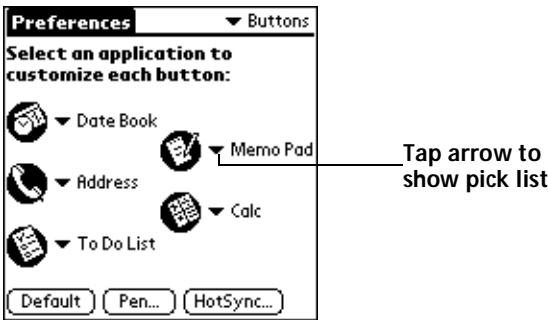 Preferences
Buttons
Select an application to
customize each button:
Date Book
Memo Pad
Address
Calc
To Do List
Default
Pen...
HotSync...
Tap arrow to
show pick list